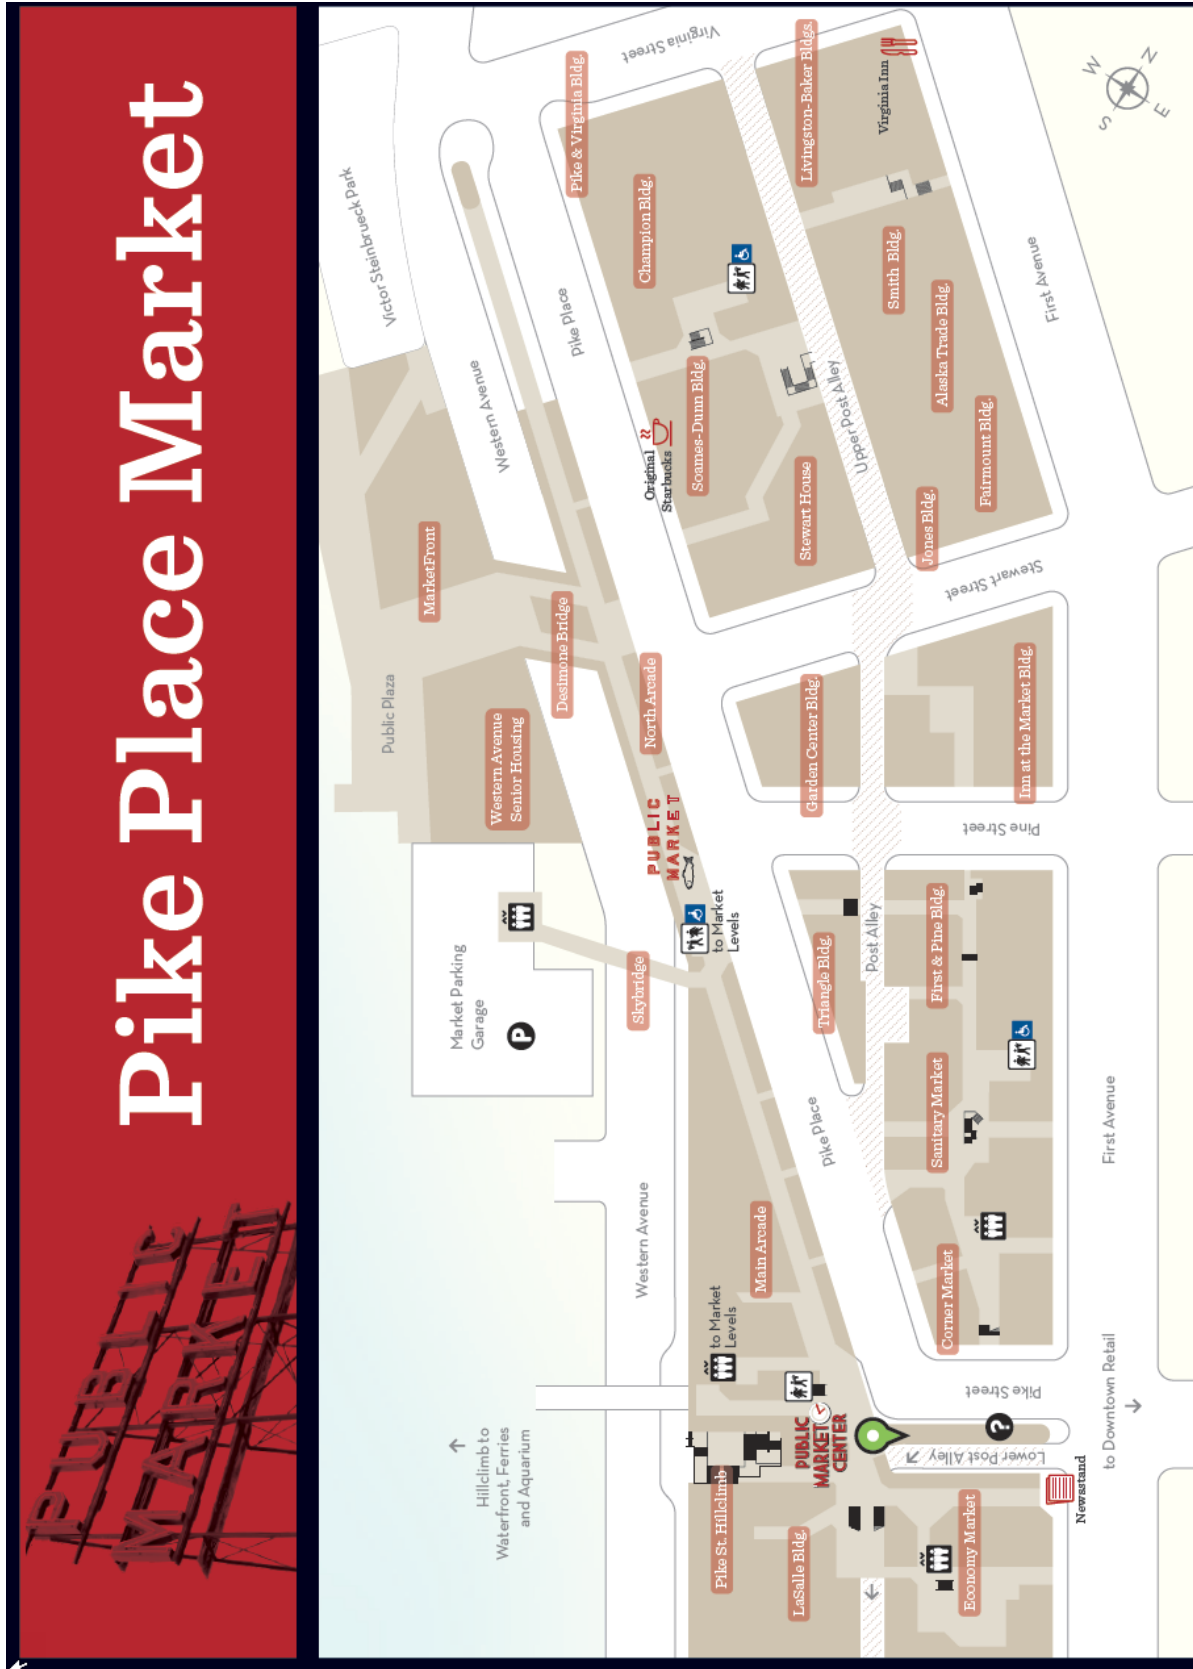 Pike Place Market
PUBLIC
MARKET
Victor Steinbrueck Park
Virginia Street
Pike & Virginia Bldg.
Livingston-Baker Bldgs.
Virginia Inn
W
N
S
E
Champion Bldg.
Pike Place
Western Avenue
Smith Bldg.
First Avenue
Alaska Trade Bldg.
Soames-Dunn Bldg.
Original
Starbucks
Upper Post Alley
Stewart House
Fairmount Bldg.
Jones Bldg.
MarketFront
Stewart Street
Desimone Bridge
Public Plaza
Western Avenue
Senior Housing
North Arcade
Garden Center Bldg.
Inn at the Market Bldg.
PUBLIC
MARKET
Pine Street
to Market
Levels
Market Parking
Garage
P
Skybridge
Triangle Bldg.
Post Alley
First & Pine Bldg.
Sanitary Market
Pike Place
First Avenue
Western Avenue
Main Arcade
Corner Market
to Market
Levels
Pike Street
to Downtown Retail
Hillclimb to
Waterfront, Ferries
and Aquarium
PUBLIC
MARKET
CENTER
?
Lower Post Alley
Newsstand
Pike St. Hillclimb
LaSalle Bldg.
Economy Market